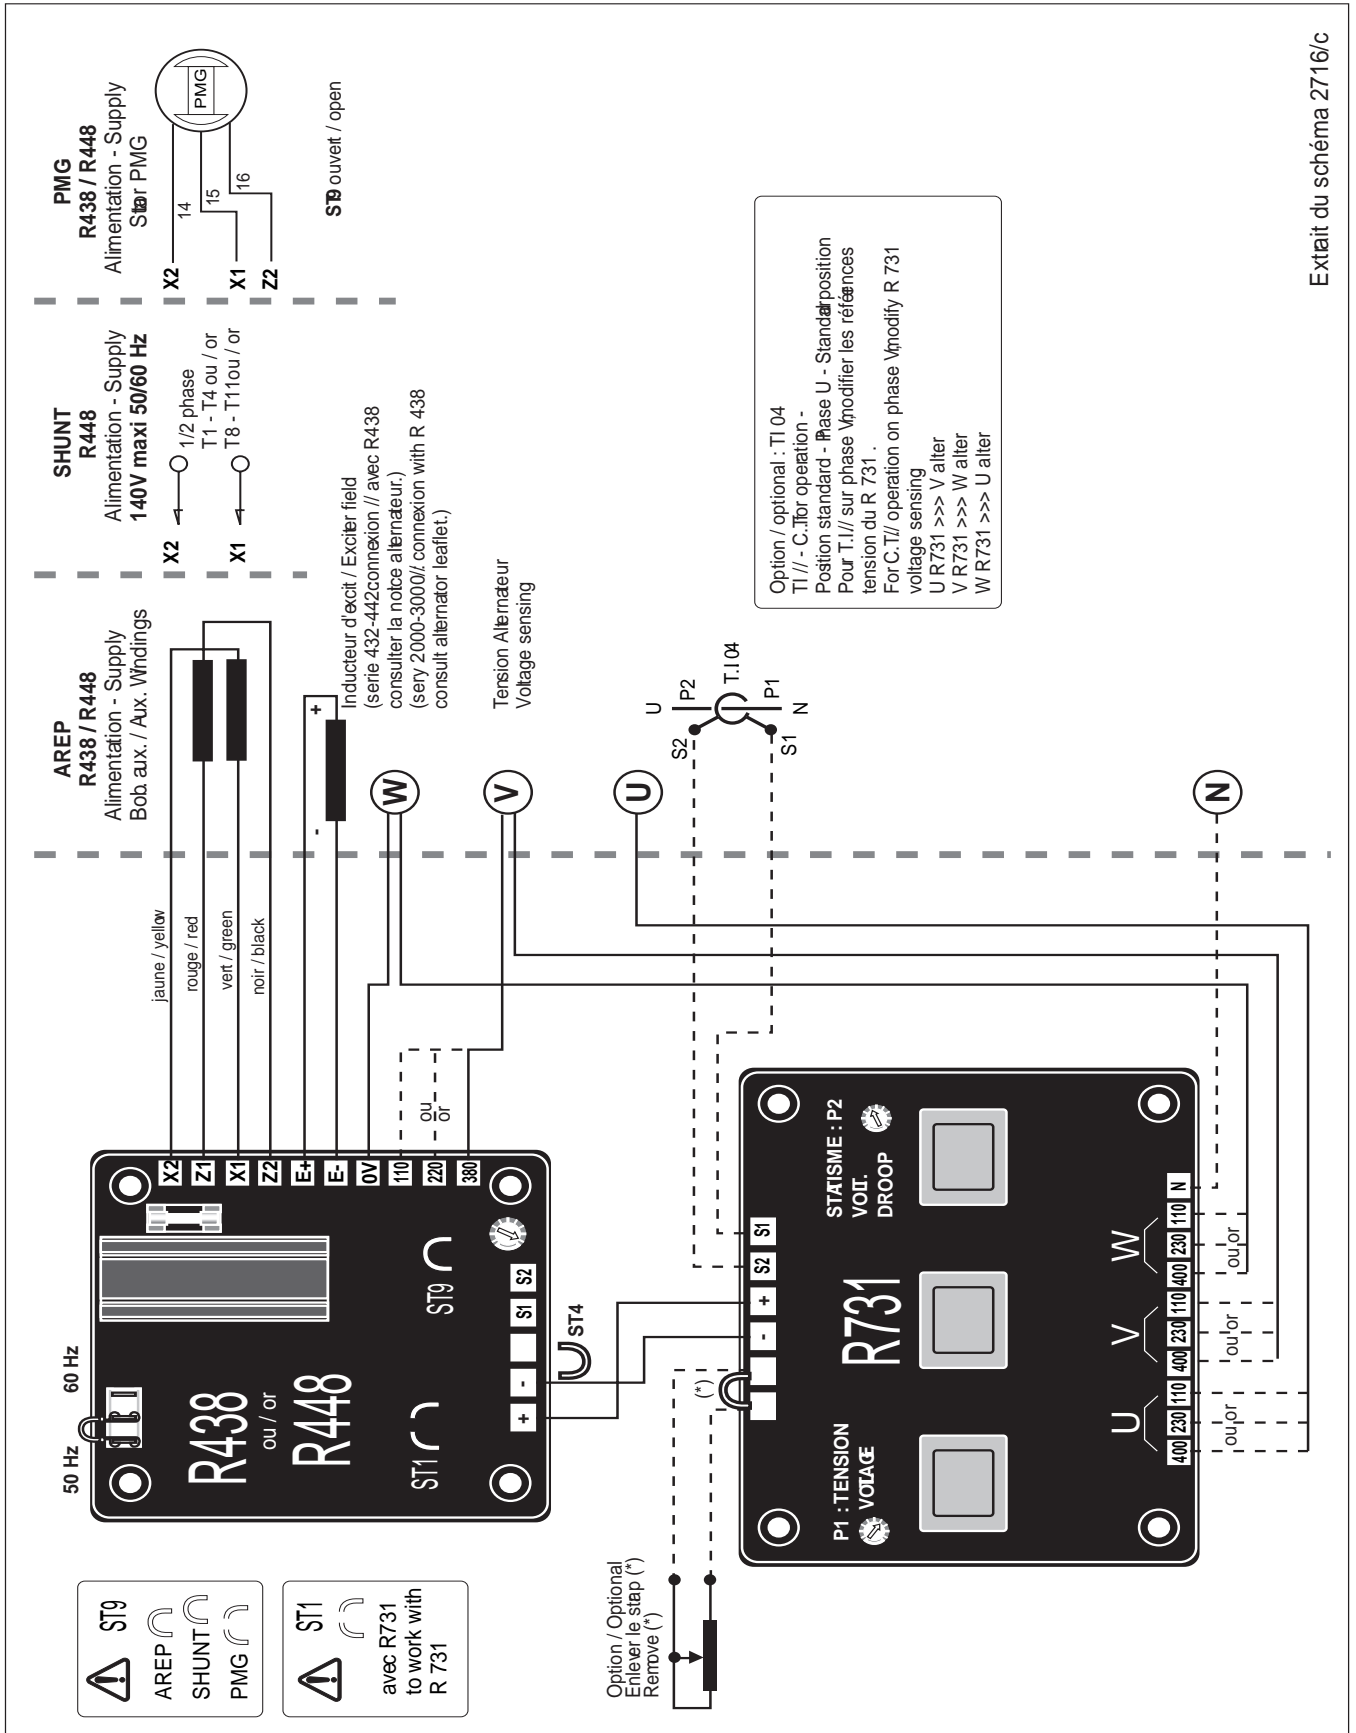 PMG
R438 / R448
Alimentation - Supply
Stator PMG
PMG
X2
X1
Z2
14
15
16
ST9 ouvert / open
SHUNT
R448
Alimentation - Supply
140V maxi 50/60 Hz
X2
X1
1/2 phase
T1 - T4 ou / or
T8 - T11ou / or
AREP
R438 / R448
Alimentation - Supply
Bob. aux. / Aux. Windings
jaune / yellow
rouge / red
vert / green
noir / black
+
-
Inducteur d'excit / Exciter field
(serie 432-442connexion // avec R438
consulter la notice alternateur.)
(sery 2000-3000// connexion with R 438
consult alternator leaflet.)
Tension Alternateur
Voltage sensing
W
V
U
N
U
P2
P1
N
T.I 04
S2
S1
Option / optional : TI 04
TI // - C.T.for operation -
Position standard - Phase U - Standard position
Pour T.I // sur phase V,modifier les références
tension du R 731 .
For C.T.// operation on phase V,modify R 731
voltage sensing
U R731 >>> V alter
V R731 >>> W alter
W R731 >>> U alter
Extrait du schéma 2716/c
50 Hz
60 Hz
R438
ou / or
R448
ST1
ST9
X2
Z1
X1
Z2
E+
E-
0V
110
220
380
ou
or
+
-
S1
S2
ST4
ST9
AREP
SHUNT
PMG
ST1
avec R731
to work with
R 731
Option / Optional
Enlever le strap (*)
Remove (*)
(*)
-
+
S2
S1
P1 : TENSION
VOLTAGE
R731
STATISME : P2
VOLT.
DROOP
U
V
W
400
230
110
400
230
110
400
230
110
N
ou or
ou or
ou or